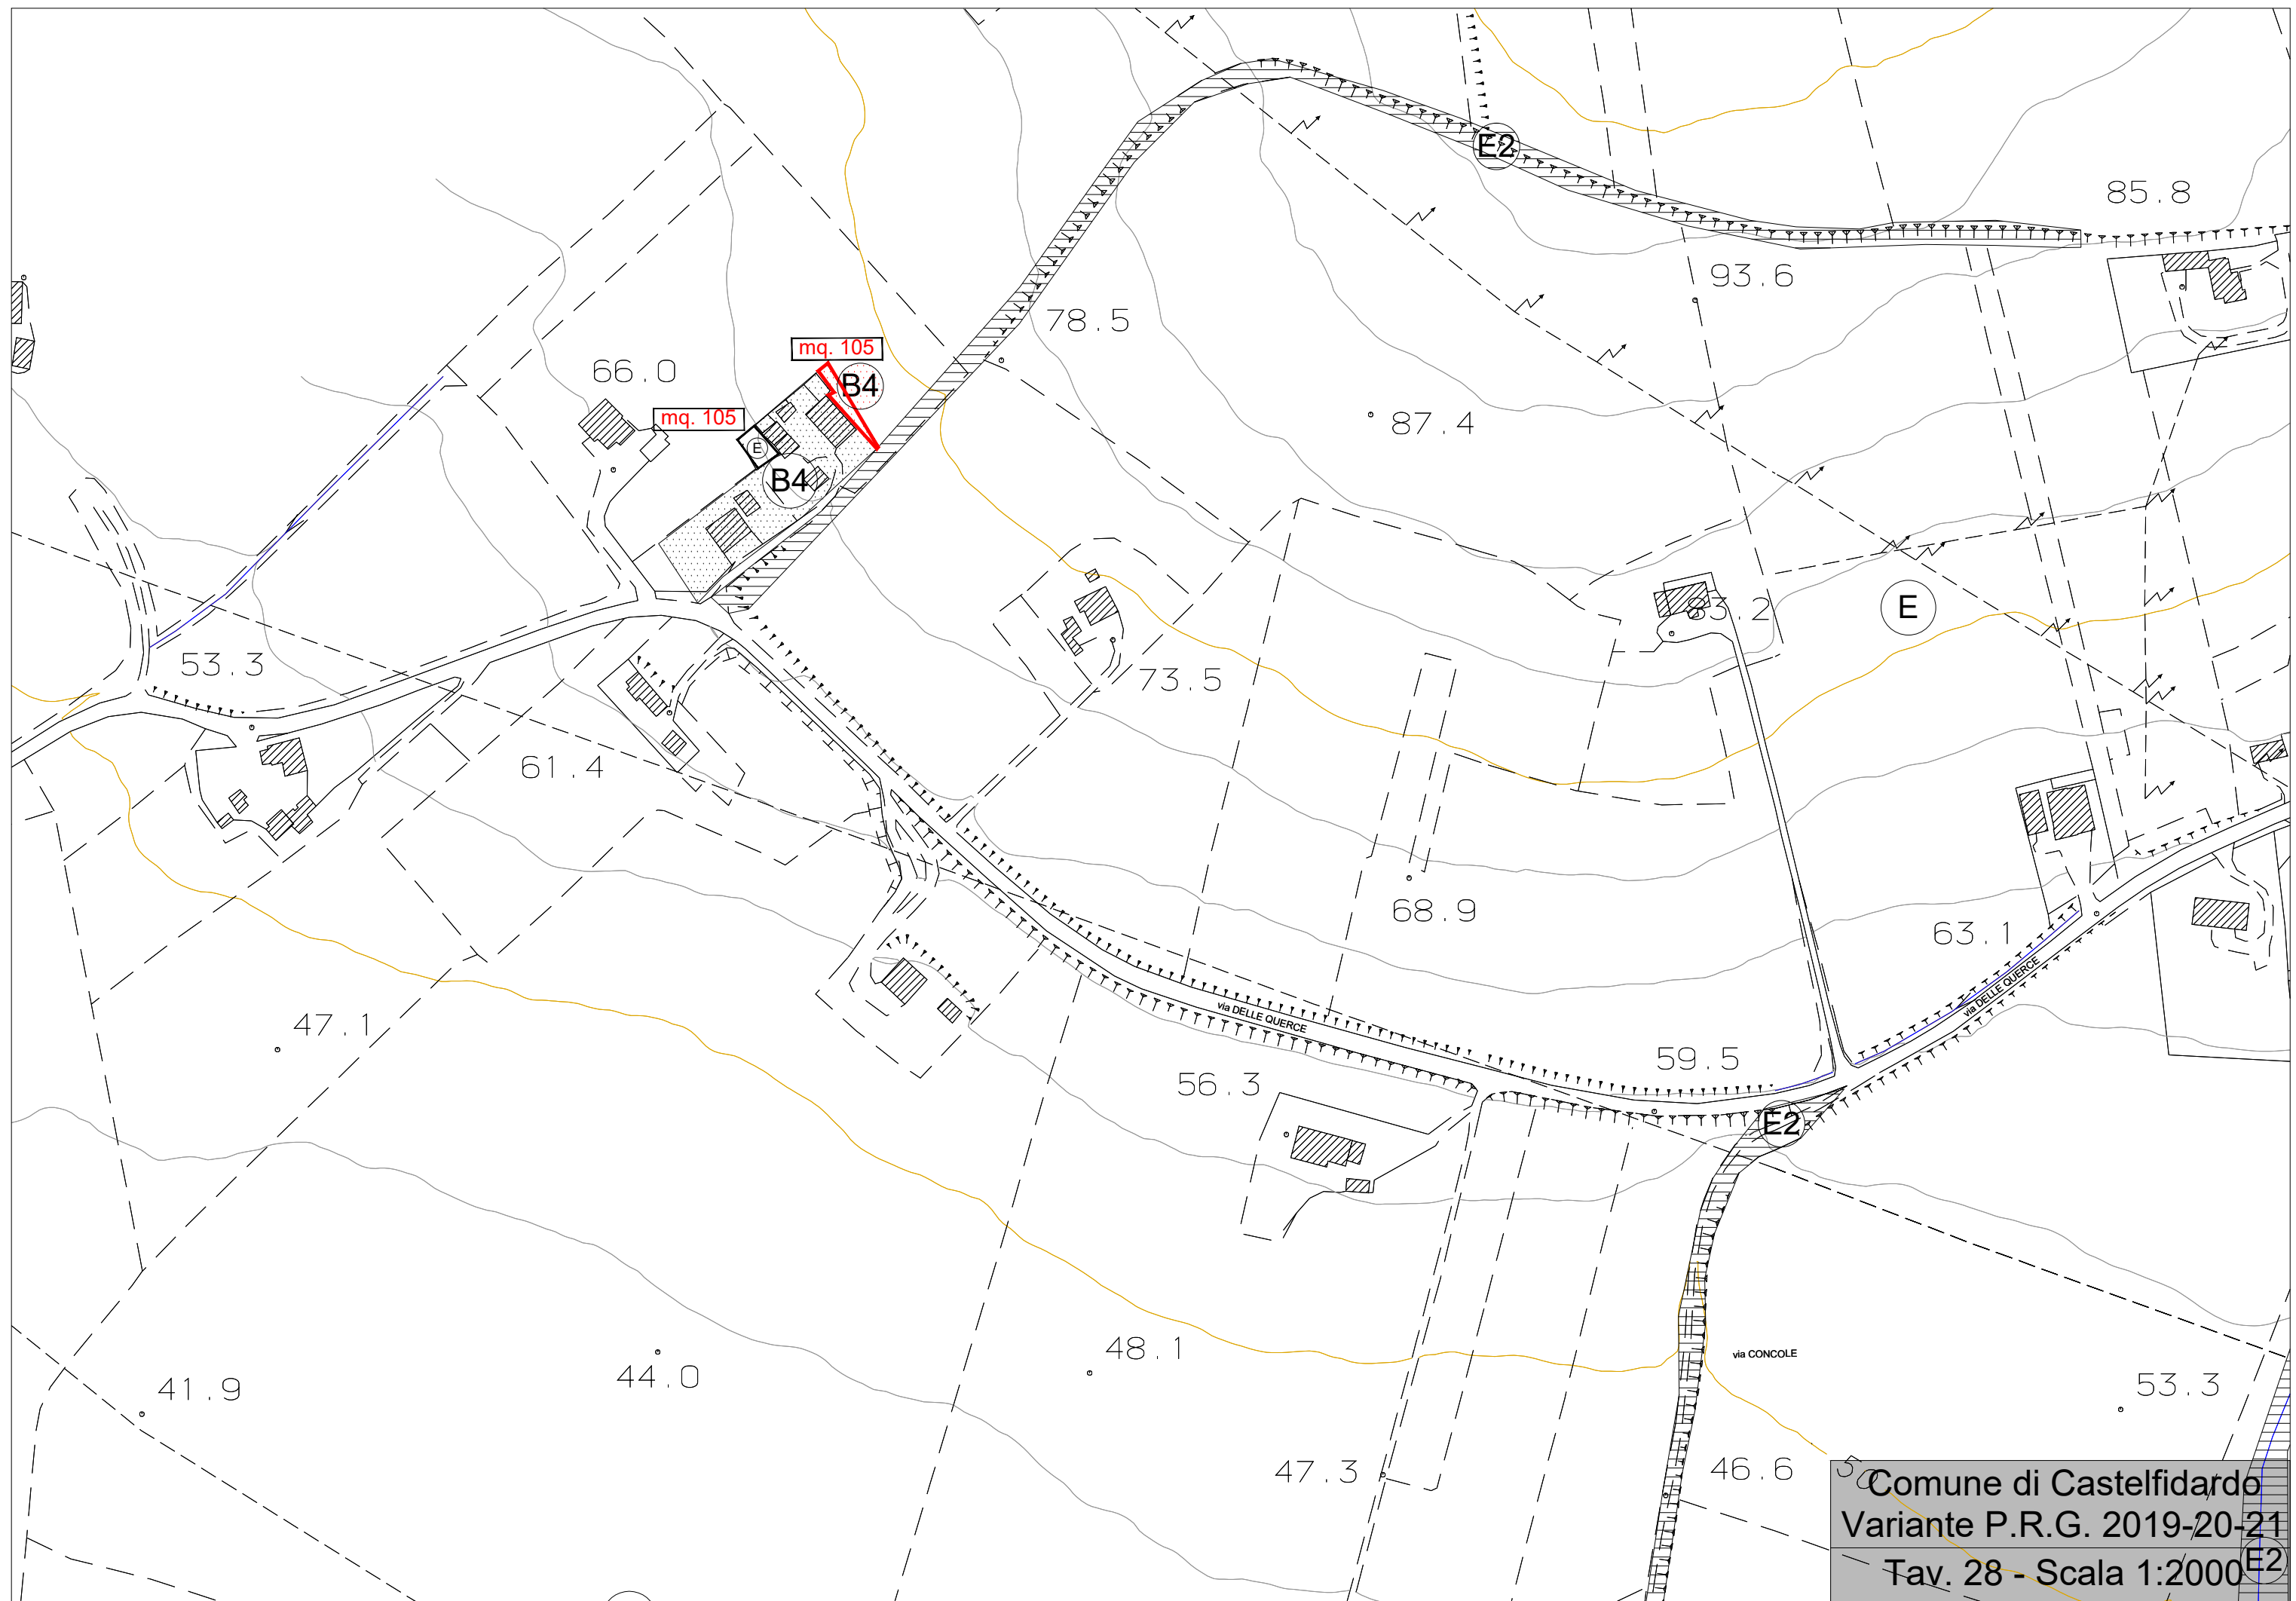 E2
85.8
93.6
78.5
mq. 105
66.0
B4
mq. 105
87.4
E
B4
83.2
E
53.3
73.5
61.4
68.9
63.1
via DELLE QUERCE
via DELLE QUERCE
47.1
59.5
56.3
E2
48.1
via CONCOLE
44.0
41.9
53.3
47.3
46.6
50
Comune di Castelfidardo
Variante P.R.G. 2019-20-21
E2
Tav. 28 - Scala 1:2000